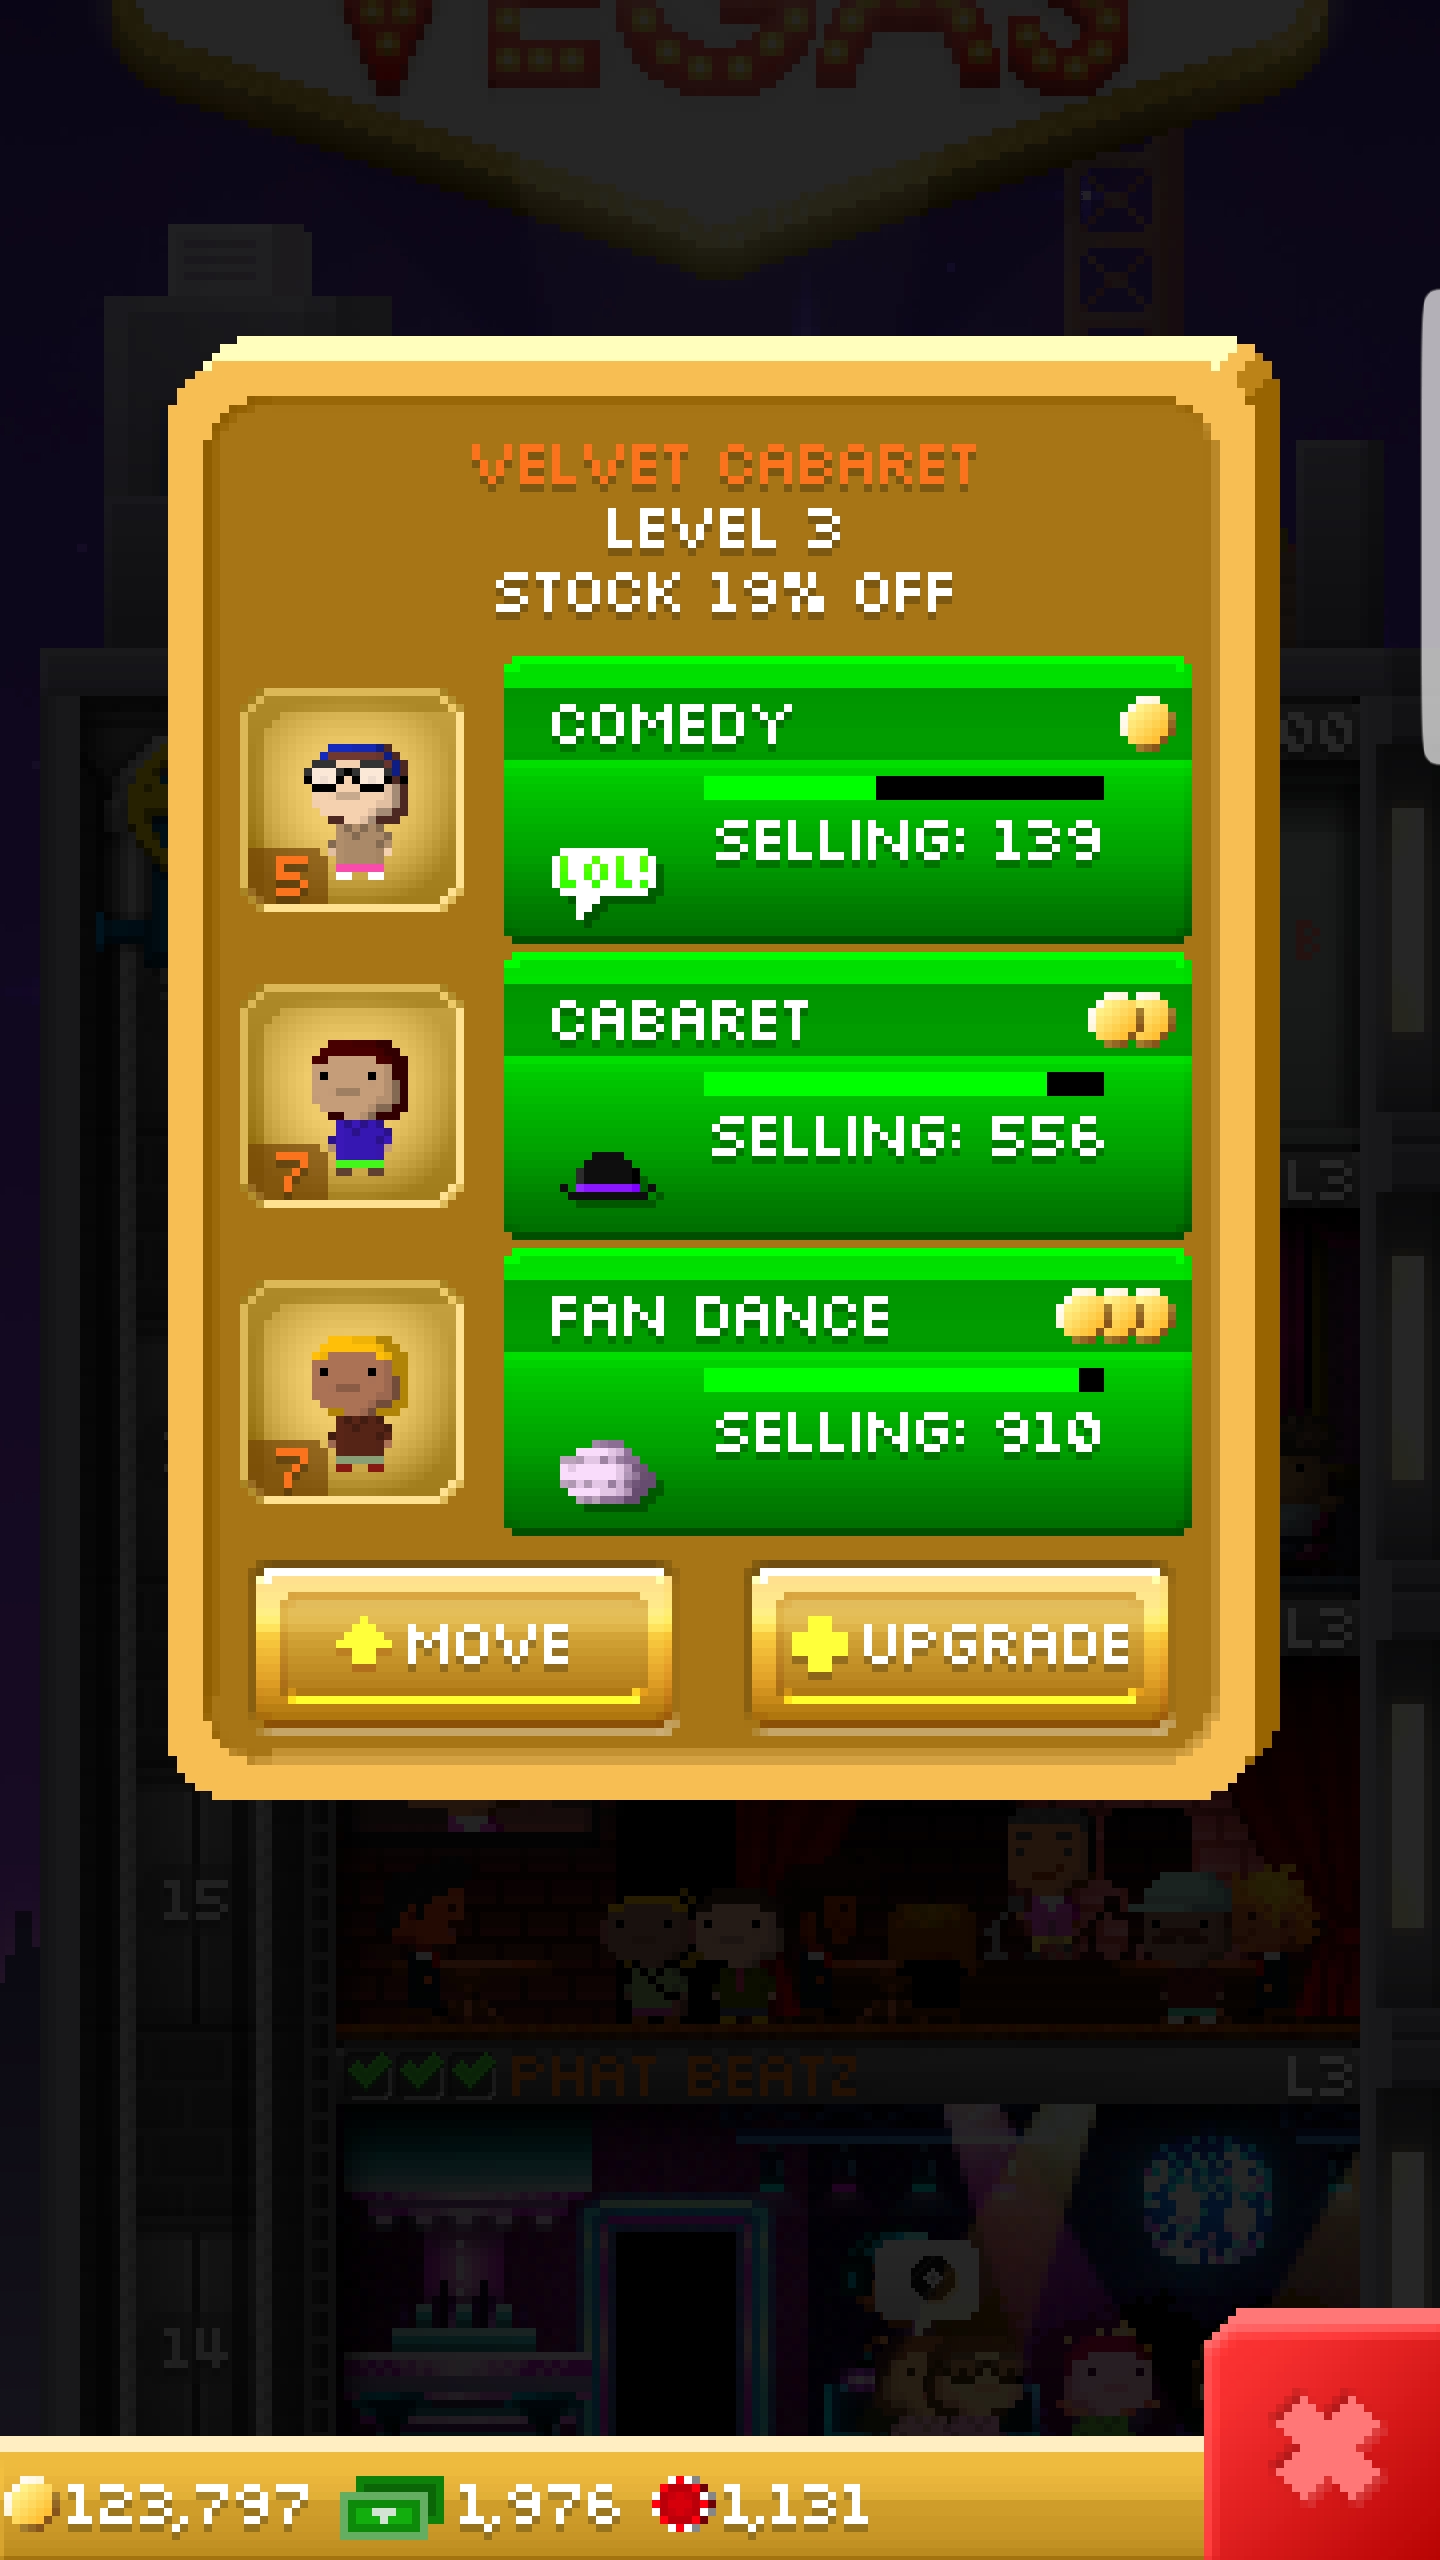 VEGAS
VELVET CABARET
LEVEL 3
STOCK 19% OFF
COMEDY
SELLING: 139
LOL!
5
CABARET
SELLING: 556
7
FAN DANCE
SELLING: 910
7
MOVE
UPGRADE
L3
L3
15
PHAT BEATZ
L3
14
123,797
1,976
1,131